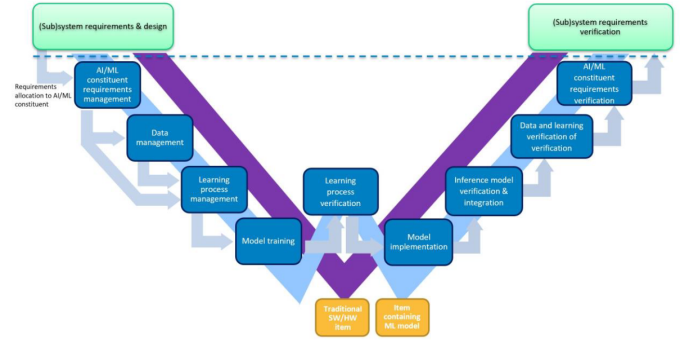 (Sub)system requirements & design
(Sub)system requirements
verification
AI/ML
constituent
requirements
management
Requirements
allocation to AI/ML
constituent
AI/ML
constituent
requirements
verification
Data
management
Data and learning
verification of
verification
Learning
process
management
Learning
process
verification
Inference model
verification &
integration
Model training
Model
implementation
Traditional
SW/HW
item
Item
containing
ML model